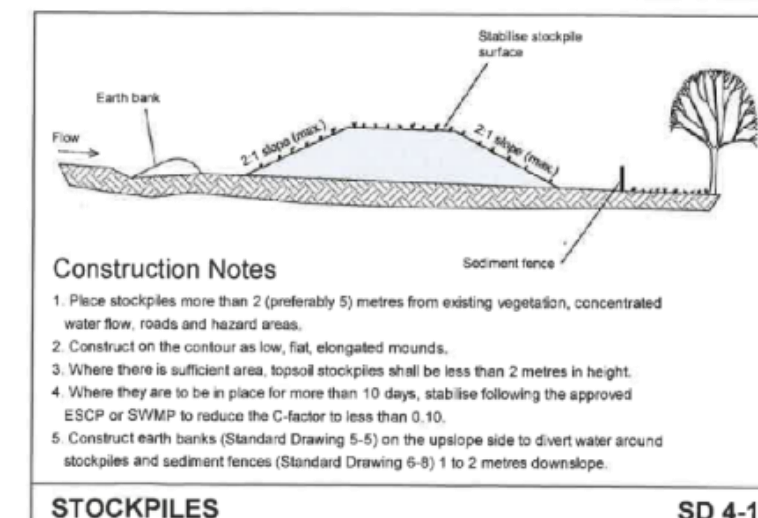 Stabilise stockpile
surface
Earth bank
Flow
2:1 slope (max.)
2:1 slope (max.)
Sediment fence
Construction Notes
1. Place stockpiles more than 2 (preferably 5) metres from existing vegetation, concentrated
water flow, roads and hazard areas.
2. Construct on the contour as low, flat, elongated mounds.
3. Where there is sufficient area, topsoil stockpiles shall be less than 2 metres in height.
4. Where they are to be in place for more than 10 days, stabilise following the approved
ESCP or SWMP to reduce the C-factor to less than 0.10.
5. Construct earth banks (Standard Drawing 5-5) on the upslope side to divert water around
stockpiles and sediment fences (Standard Drawing 6-8) 1 to 2 metres downslope.
STOCKPILES
SD 4-1